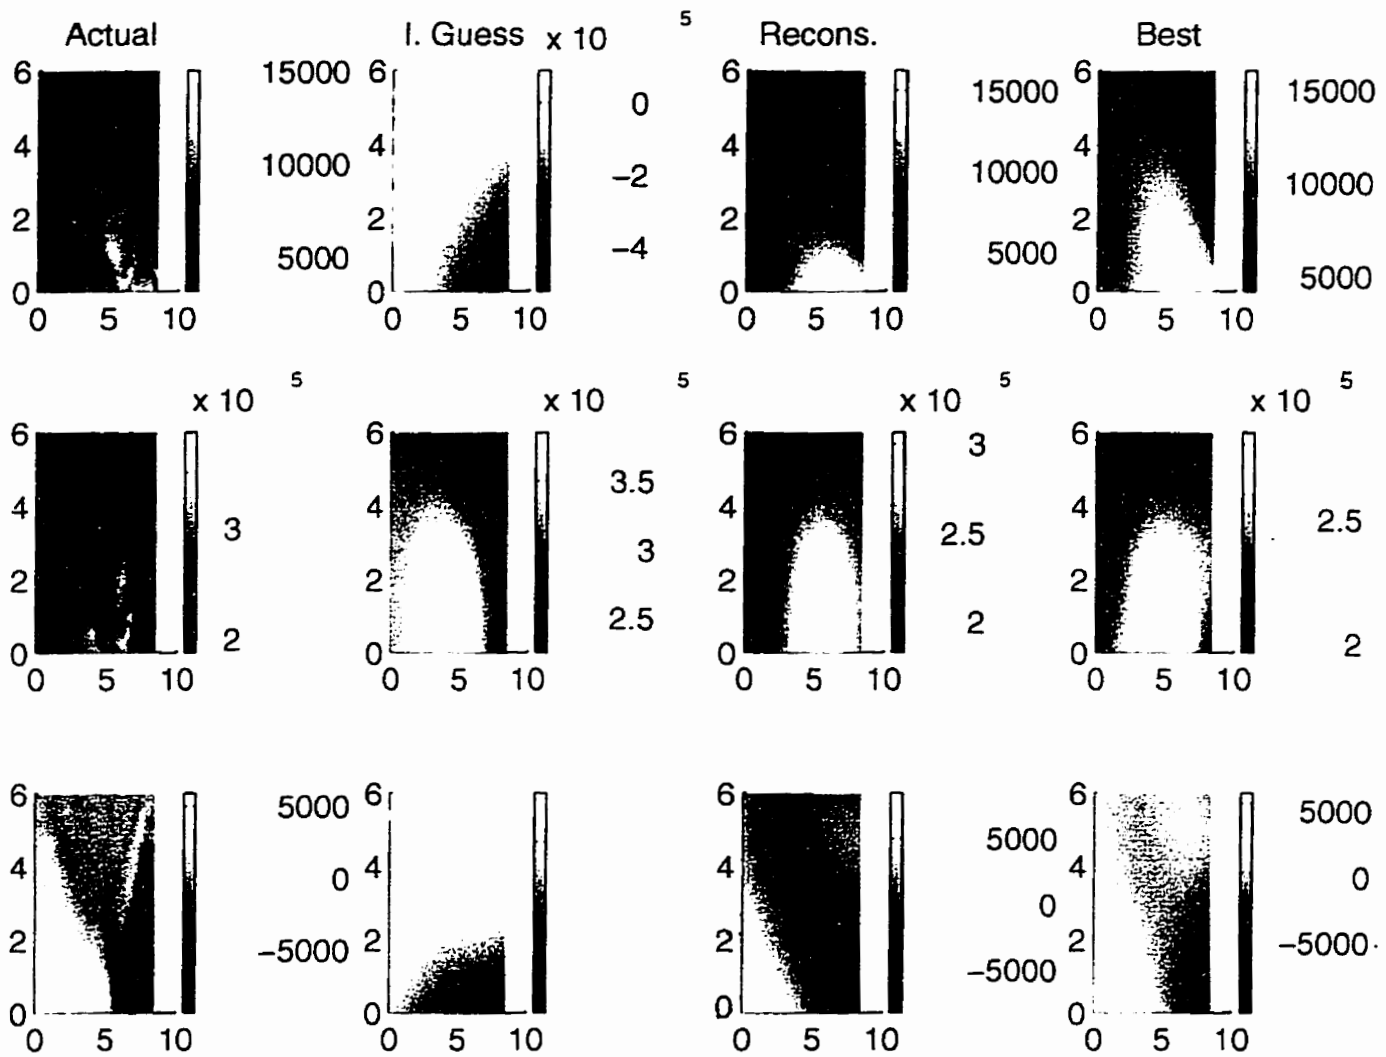 Actual I. Guess x 10 5 Recons. Best
6 15000 6 6 15000 6 15000
0
4 10000 4 −2 4 10000 4 10000
2 5000 2 −4 2 5000 2 5000
0 0 0 0
0 5 10 0 5 10 0 5 10 0 5 10
x 10 5 x 10 5 x 10 5 x 10 5
6 6 6 3 6
4 3 4 3.5 4 2.5 4 2.5
2 2 3 2 2
2 2.5 2 2
0 0 0 0
0 5 10 0 5 10 0 5 10 0 5 10
6 5000 6 6 5000 6 5000
4 0 4 4 0 4 0
2 −5000 2 2 −5000 2 −5000
0 0 0 0
0 5 10 0 5 10 0 5 10 0 5 10